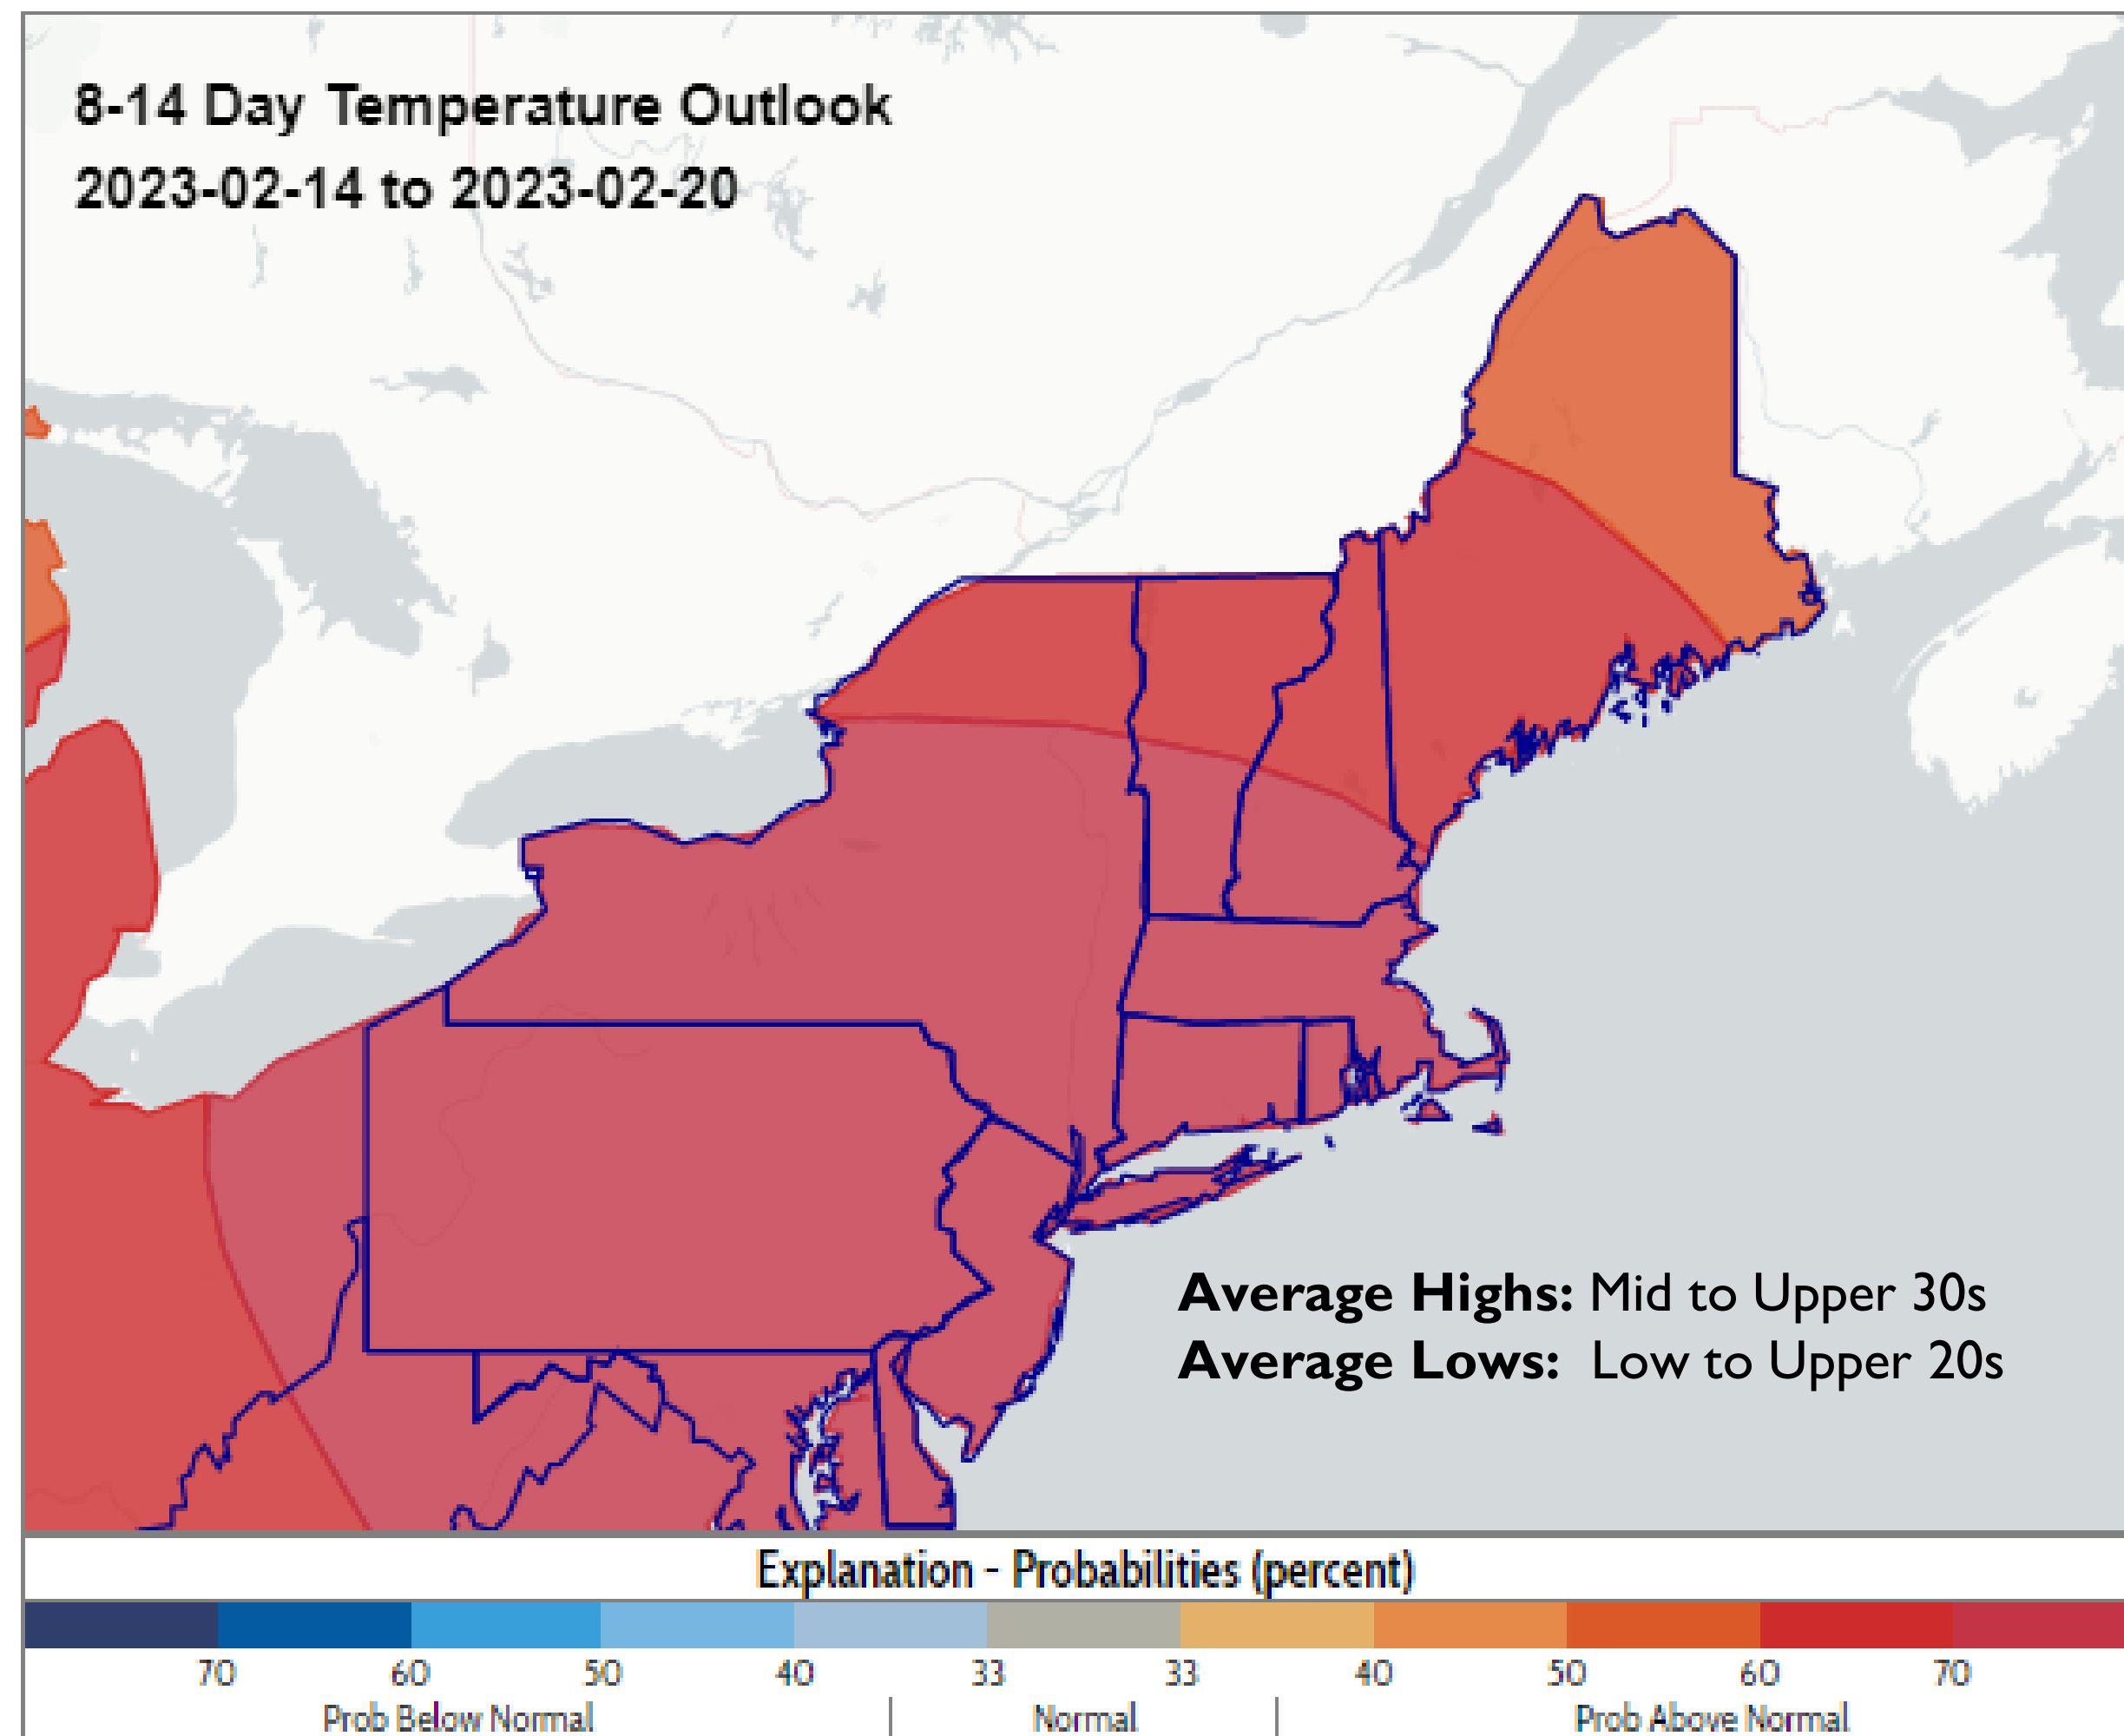 8-14 Day Temperature Outlook
2023-02-14 to 2023-02-20
Average Highs: Mid to Upper 30s
Average Lows: Low to Upper 20s
Explanation - Probabilities (percent)
70 60 50 40 33 33 40 50 60 70
Prob Below Normal Normal Prob Above Normal